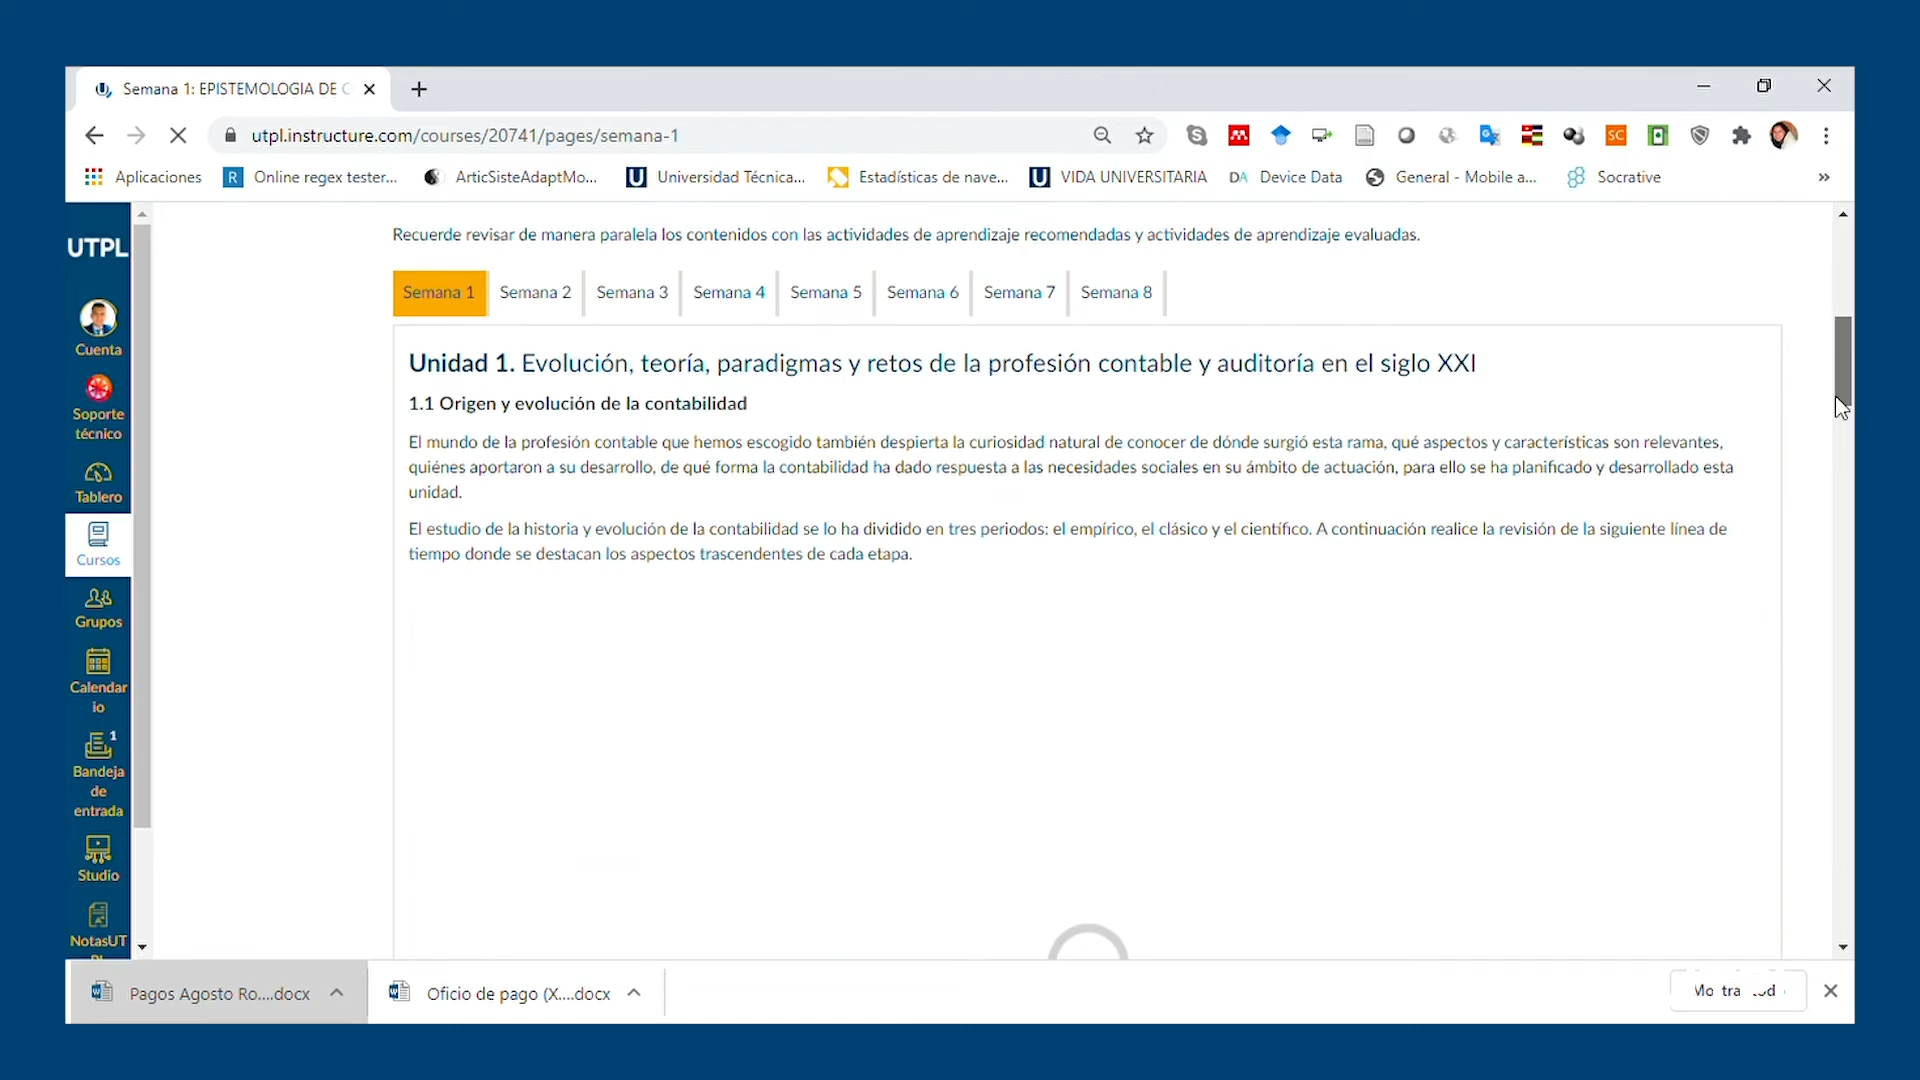 Semana 1: EPISTEMOLOGIA DE C
utpl.instructure.com/courses/20741/pages/semana-1
SC
Aplicaciones
R
Online regex tester...
ArticSisteAdaptMo...
U
Universidad Técnica...
Estadísticas de nave...
U
VIDA UNIVERSITARIA
DA
Device Data
General - Mobile a...
Socrative
»
UTPL
Cuenta
Soporte
técnico
Tablero
Cursos
Grupos
Calendar
io
1
Bandeja
de
entrada
Studio
NotasUT
Recuerde revisar de manera paralela los contenidos con las actividades de aprendizaje recomendadas y actividades de aprendizaje evaluadas.
Semana 1 Semana 2 Semana 3 Semana 4 Semana 5 Semana 6 Semana 7 Semana 8
Unidad 1. Evolución, teoría, paradigmas y retos de la profesión contable y auditoría en el siglo XXI
1.1 Origen y evolución de la contabilidad
El mundo de la profesión contable que hemos escogido también despierta la curiosidad natural de conocer de dónde surgió esta rama, qué aspectos y características son relevantes,
quiénes aportaron a su desarrollo, de qué forma la contabilidad ha dado respuesta a las necesidades sociales en su ámbito de actuación, para ello se ha planificado y desarrollado esta
unidad.
El estudio de la historia y evolución de la contabilidad se lo ha dividido en tres periodos: el empírico, el clásico y el científico. A continuación realice la revisión de la siguiente línea de
tiempo donde se destacan los aspectos trascendentes de cada etapa.
Pagos Agosto Ro....docx
Oficio de pago (X....docx